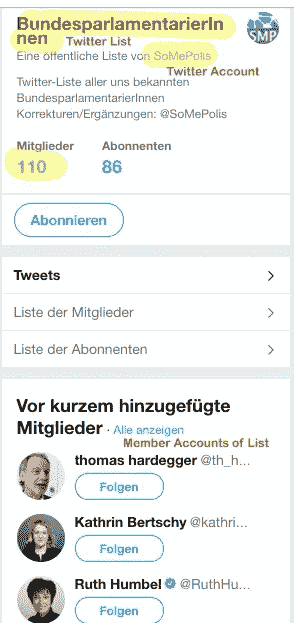 BundesparlamentarierIn
nen Twitter List
Eine öffentliche Liste von SoMePolis
Twitter Account
SMP
Twitter-Liste aller uns bekannten
BundesparlamentarierInnen
Korrekturen/Ergänzungen: @SoMePolis
Mitglieder Abonnenten
110 86
Abonnieren
Tweets
Liste der Mitglieder
Liste der Abonnenten
Vor kurzem hinzugefügte
Mitglieder · Alle anzeigen
Member Accounts of List
thomas hardegger @th_h...
Folgen
Kathrin Bertschy @kathri...
Folgen
Ruth Humbel @RuthHu...
Folgen